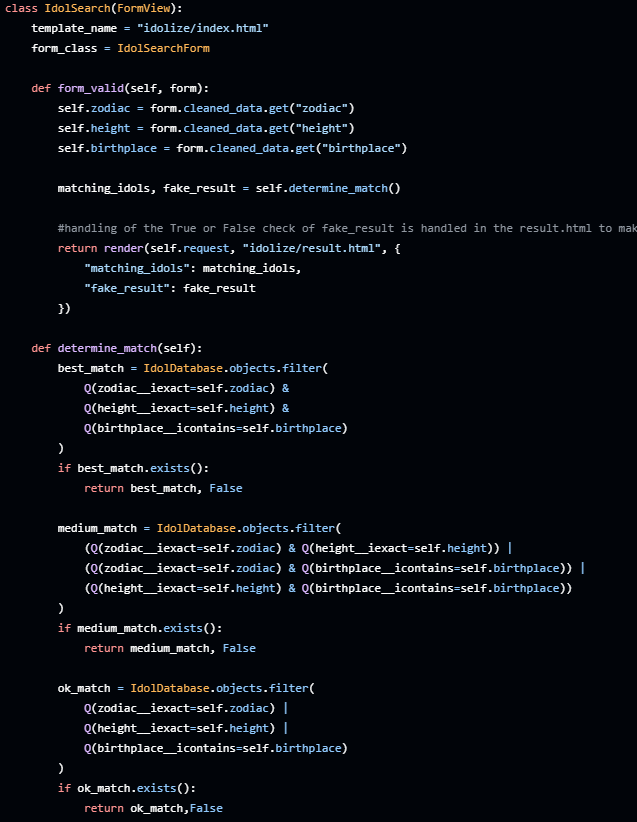 class IdolSearch(FormView):
    template_name = "idolize/index.html"
    form_class = IdolSearchForm

    def form_valid(self, form):
        self.zodiac = form.cleaned_data.get("zodiac")
        self.height = form.cleaned_data.get("height")
        self.birthplace = form.cleaned_data.get("birthplace")

        matching_idols, fake_result = self.determine_match()

        #handling of the True or False check of fake_result is handled in the result.html to
        return render(self.request, "idolize/result.html", {
            "matching_idols": matching_idols,
            "fake_result": fake_result
        })

    def determine_match(self):
        best_match = IdolDatabase.objects.filter(
            Q(zodiac__iexact=self.zodiac) &
            Q(height__iexact=self.height) &
            Q(birthplace__icontains=self.birthplace)
        )
        if best_match.exists():
            return best_match, False

        medium_match = IdolDatabase.objects.filter(
            (Q(zodiac__iexact=self.zodiac) & Q(height__iexact=self.height)) |
            (Q(zodiac__iexact=self.zodiac) & Q(birthplace__icontains=self.birthplace)) |
            (Q(height__iexact=self.height) & Q(birthplace__icontains=self.birthplace))
        )
        if medium_match.exists():
            return medium_match, False

        ok_match = IdolDatabase.objects.filter(
            Q(zodiac__iexact=self.zodiac) |
            Q(height__iexact=self.height) |
            Q(birthplace__icontains=self.birthplace)
        )
        if ok_match.exists():
            return ok_match,False